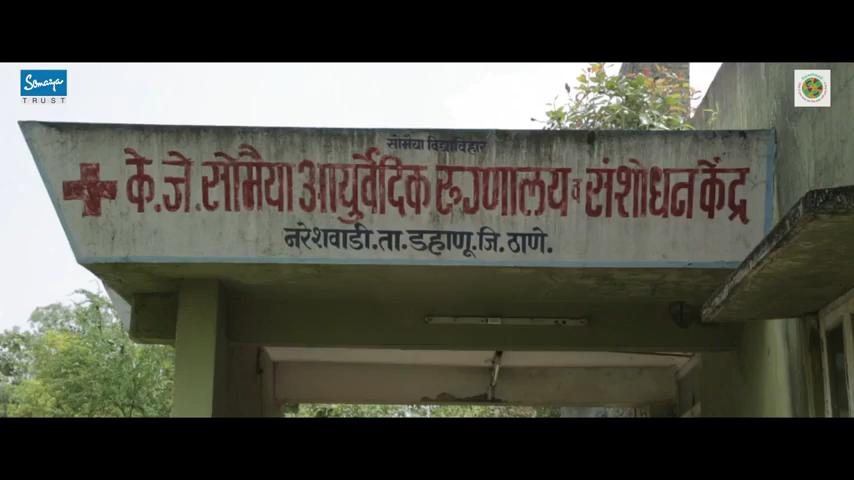 Somaiya
TRUST
सोमैया विद्याविहार
के.जे.सोमैया आयुर्वेदिक रुग्णालय व संशोधन केंद्र
नरेशवाडी.ता.डहाणू.जि.ठाणे.